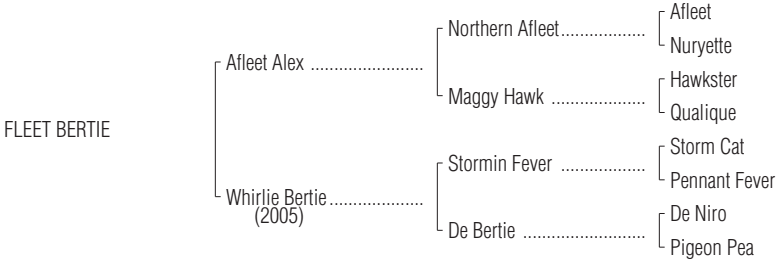 Afleet
Northern Afleet....................
Nuryette
Afleet Alex ..........................
Hawkster
Maggy Hawk ......................
Qualique
FLEET BERTIE
Storm Cat
Stormin Fever ....................
Pennant Fever
Whirlie Bertie......................
(2005)
De Niro
De Bertie ............................
Pigeon Pea